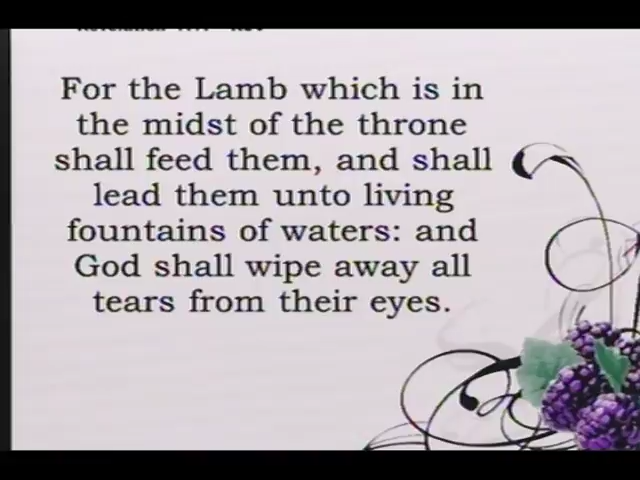 For the Lamb which is in
the midst of the throne
shall feed them, and shall
lead them unto living
fountains of waters: and
God shall wipe away all
tears from their eyes.